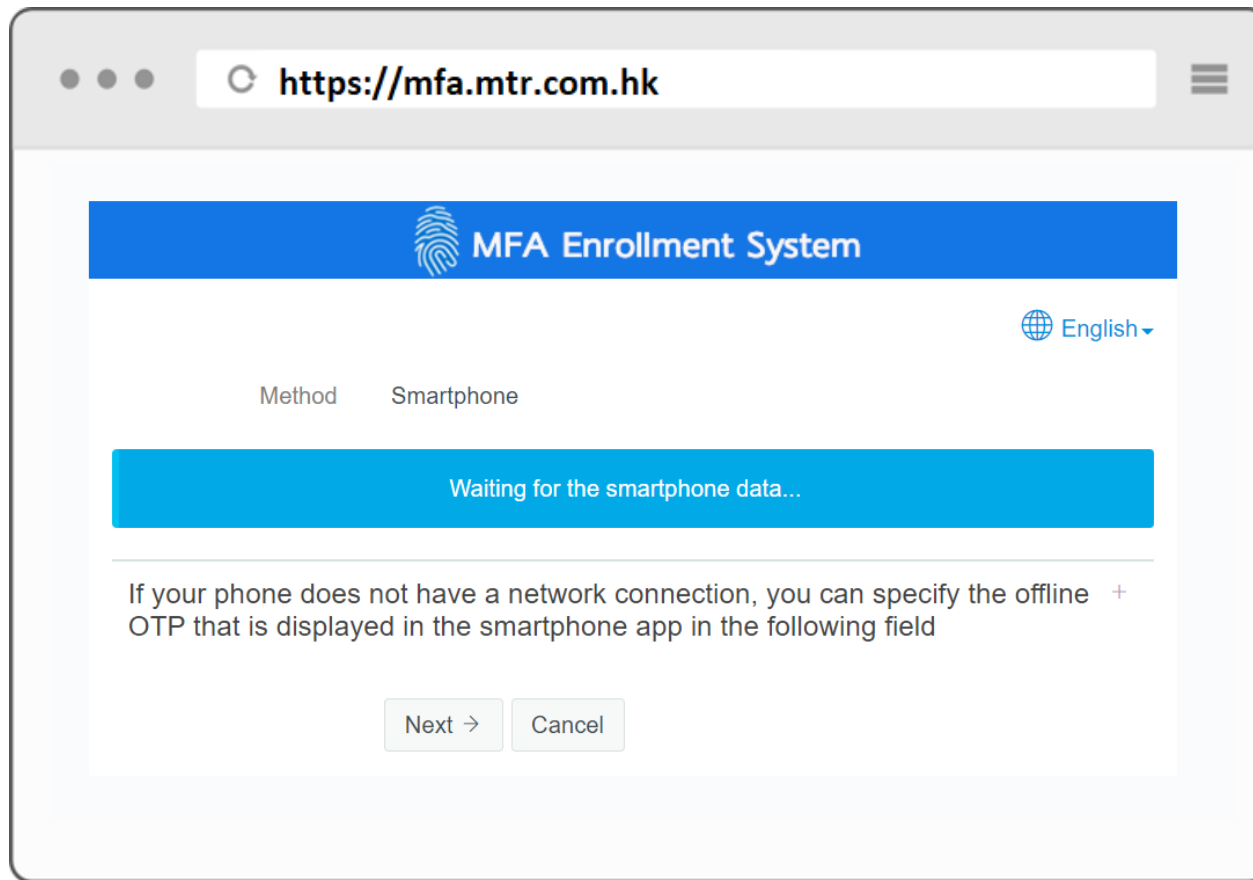 https://mfa.mtr.com.hk
MFA Enrollment System
English
Method Smartphone
Waiting for the smartphone data...
If your phone does not have a network connection, you can specify the offline +
OTP that is displayed in the smartphone app in the following field
Next → Cancel